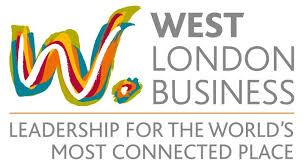 W.
WEST
LONDON
BUSINESS
LEADERSHIP FOR THE WORLD'S
MOST CONNECTED PLACE